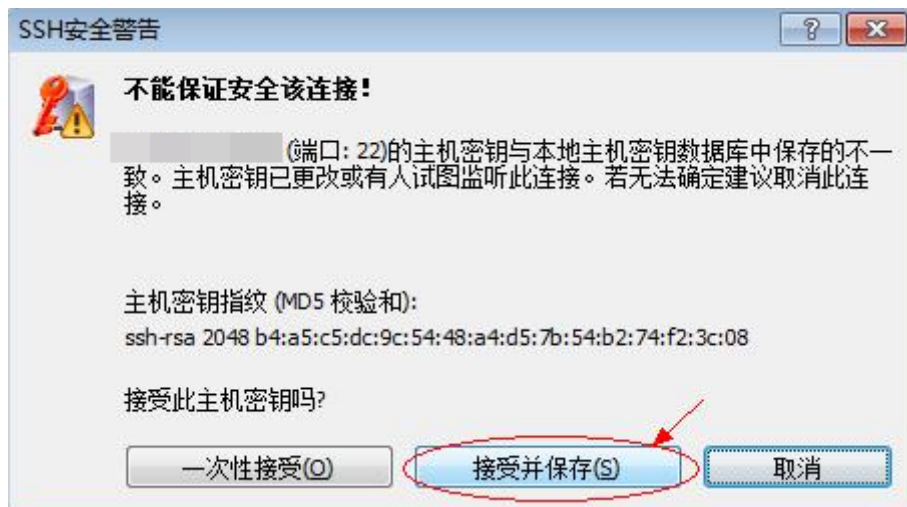 SSH安全警告
不能保证安全该连接!
(端口: 22)的主机密钥与本地主机密钥数据库中保存的不一
致。主机密钥已更改或有人试图监听此连接。若无法确定建议取消此连
接。
主机密钥指纹 (MD5 校验和):
ssh-rsa 2048 b4:a5:c5:dc:9c:54:48:a4:d5:7b:54:b2:74:f2:3c:08
接受此主机密钥吗?
一次性接受(O) 接受并保存(S) 取消